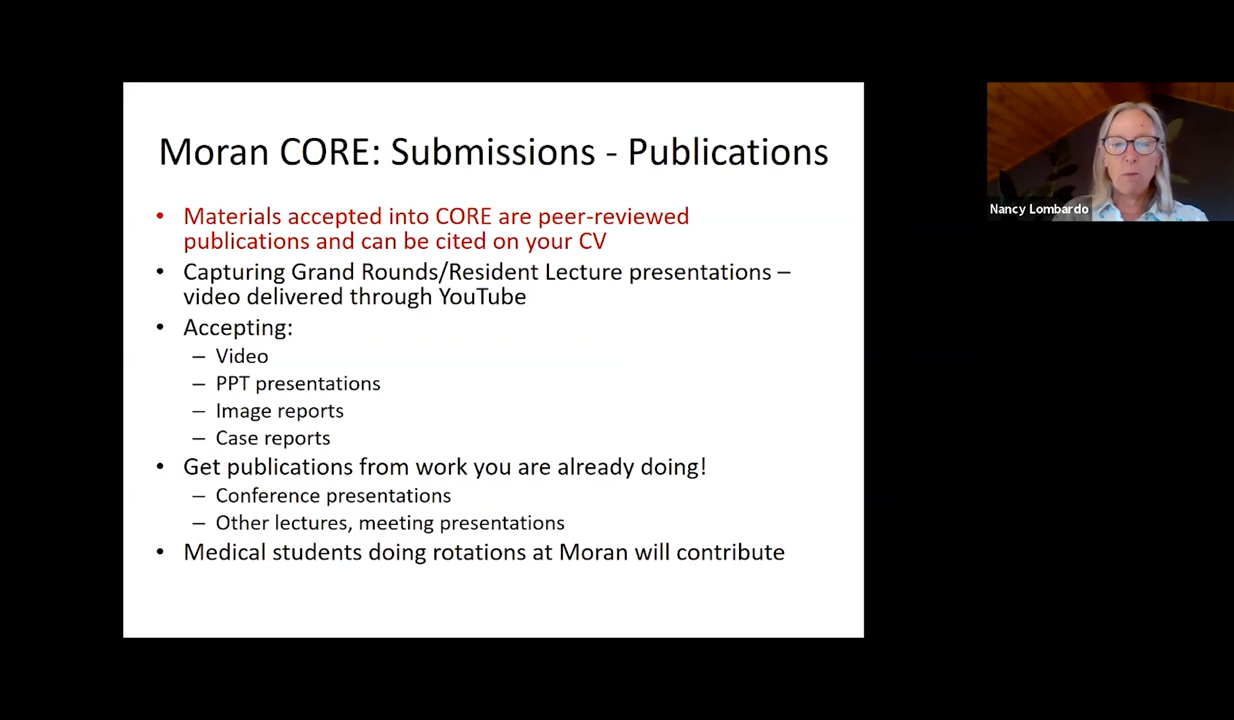 Moran CORE: Submissions - Publications
• Materials accepted into CORE are peer-reviewed
publications and can be cited on your CV
• Capturing Grand Rounds/Resident Lecture presentations –
video delivered through YouTube
• Accepting:
– Video
– PPT presentations
– Image reports
– Case reports
• Get publications from work you are already doing!
– Conference presentations
– Other lectures, meeting presentations
• Medical students doing rotations at Moran will contribute
Nancy Lombardo